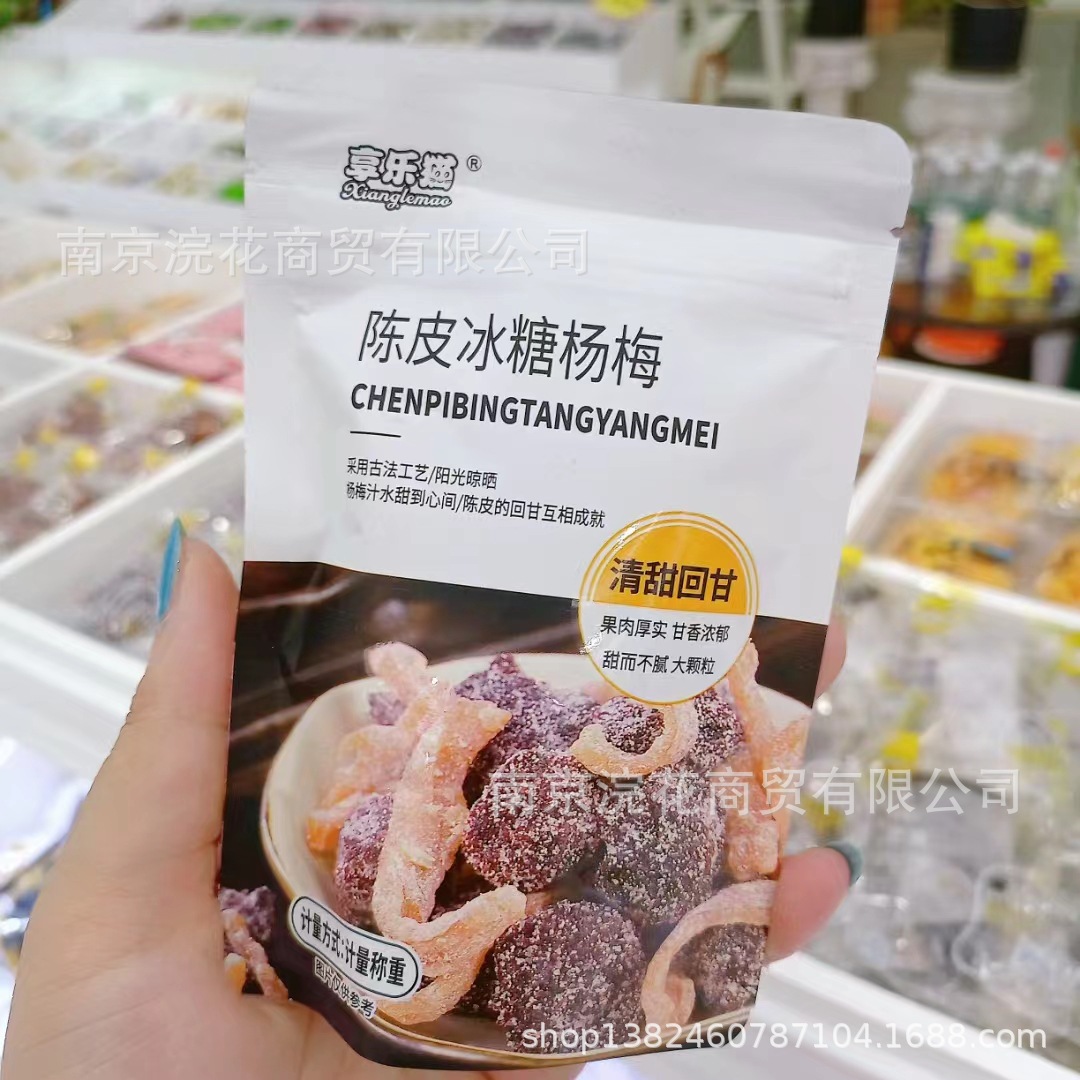 享乐猫®
Xianglemao
南京浣花商贸有限公司
陈皮冰糖杨梅
CHENPIBINGTANGYANGMEI
采用古法工艺/阳光晾晒
杨梅汁水甜到心间/陈皮的回甘互相成就
清甜回甘
果肉厚实 甘香浓郁
甜而不腻 大颗粒
南京浣花商贸有限公司
计量方式:计量称重
图片仅供参考
shop1382460787104.1688.com